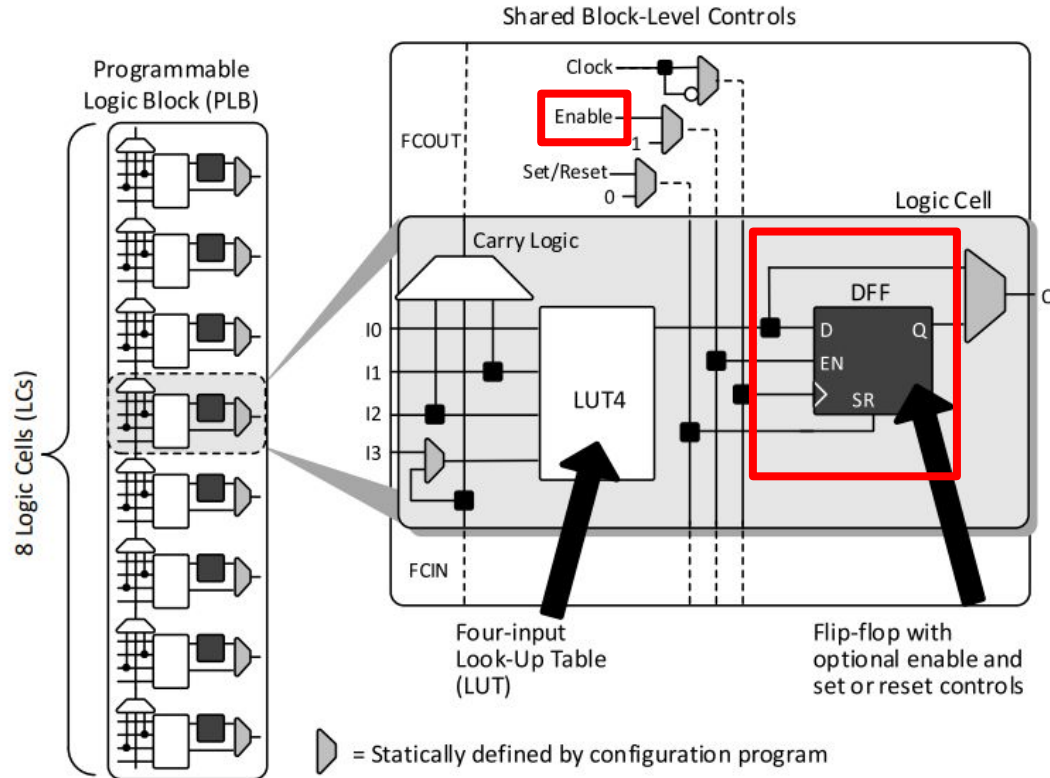 Shared Block-Level Controls
Programmable
Logic Block (PLB)
8 Logic Cells (LCs)
Clock
Enable
1
FCOUT
Set/Reset
0
Logic Cell
Carry Logic
I0
I1
I2
I3
LUT4
DFF
D
Q
EN
SR
O
FCIN
Four-input
Look-Up Table
(LUT)
Flip-flop with
optional enable and
set or reset controls
= Statically defined by configuration program